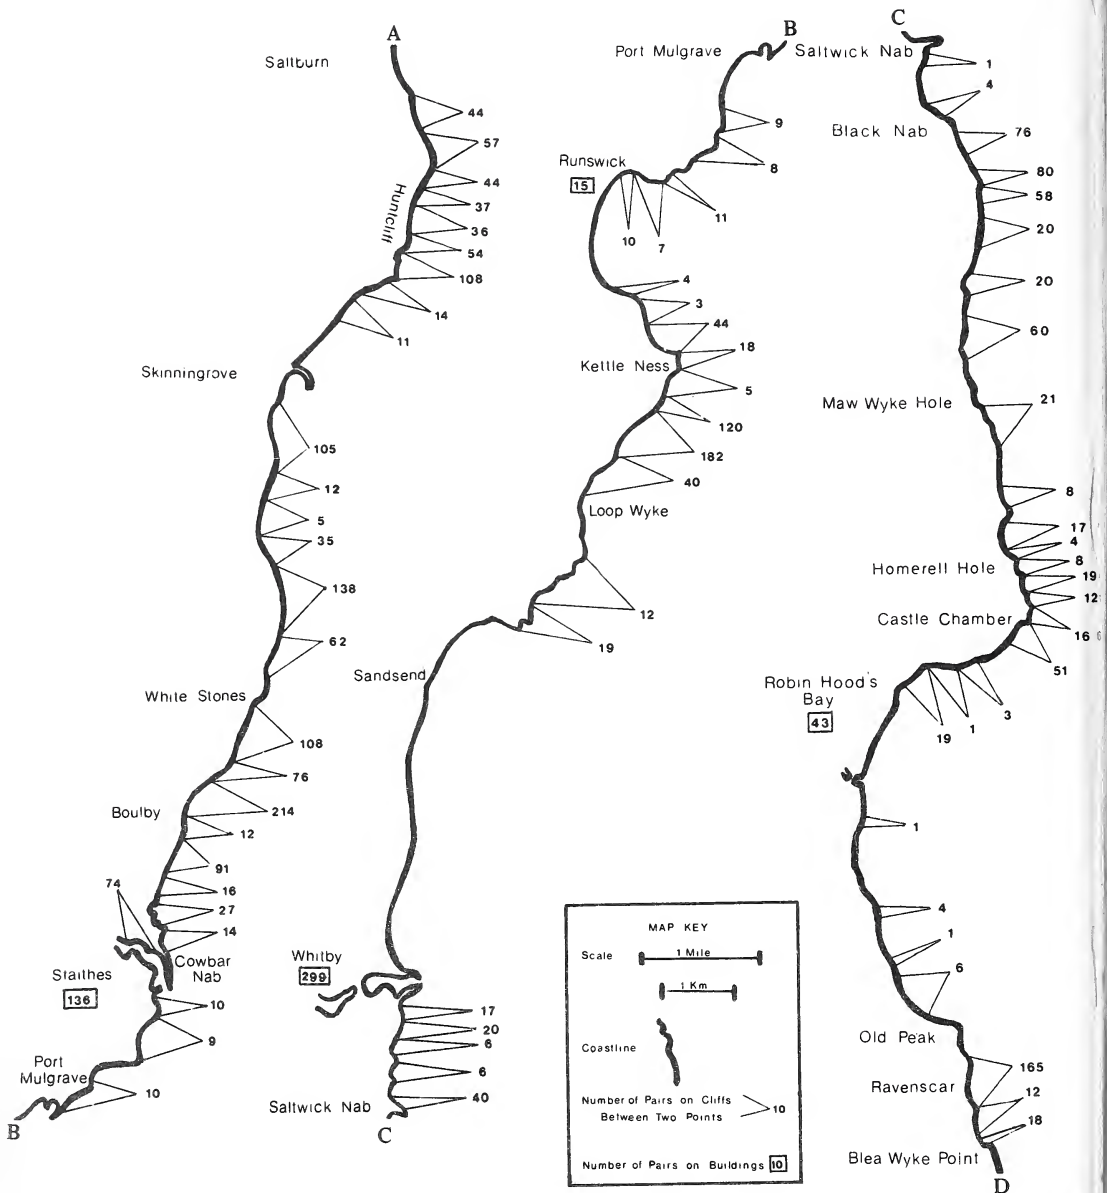 A
Saltburn
44
57
44
37
Huntcliff
36
54
108
14
11
Skinningrove
105
12
5
35
138
62
White Stones
108
76
214
Boulby
12
91
74
16
27
14
Cowbar
Nab
Staithes
136
10
9
Port
Mulgrave
10
B
B
Port Mulgrave
9
8
Runswick
15
11
10
7
4
3
44
18
Kettle Ness
5
120
182
40
Loop Wyke
12
19
Sandsend
Whitby
299
17
20
6
6
40
Saltwick Nab
C
C
Saltwick Nab
1
4
Black Nab
76
80
58
20
20
60
Maw Wyke Hole
21
8
17
4
8
Homerell Hole
19
12
Castle Chamber
16
51
Robin Hood's
Bay
43
3
1
19
1
4
1
6
Old Peak
165
Ravenscar
12
18
Blea Wyke Point
D
MAP KEY
Scale
1 Mile
1 Km
Coastline
Number of Pairs on Cliffs
Between Two Points
10
Number of Pairs on Buildings 10